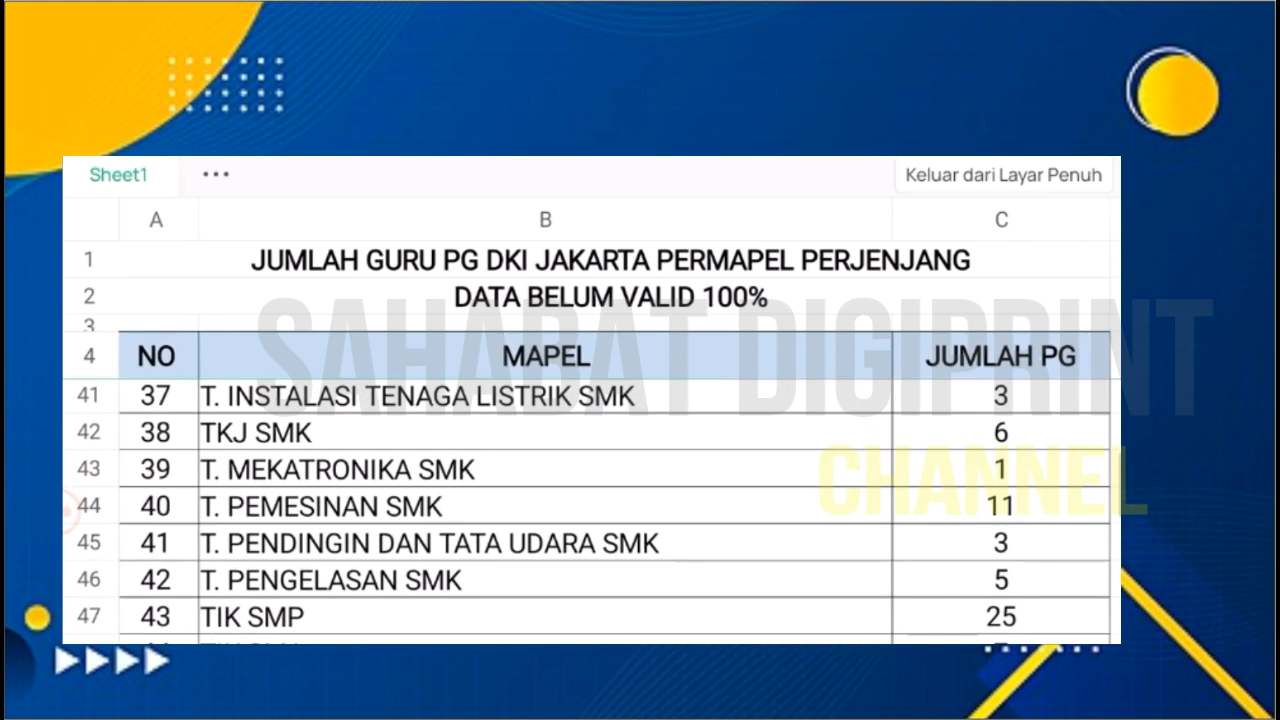 Sheet1 ••• Keluar dari Layar Penuh
A B C
1 JUMLAH GURU PG DKI JAKARTA PERMAPEL PERJENJANG
2 DATA BELUM VALID 100%
3
4 NO MAPEL JUMLAH PG
41 37 T. INSTALASI TENAGA LISTRIK SMK 3
42 38 TKJ SMK 6
43 39 T. MEKATRONIKA SMK 1
44 40 T. PEMESINAN SMK 11
45 41 T. PENDINGIN DAN TATA UDARA SMK 3
46 42 T. PENGELASAN SMK 5
47 43 TIK SMP 25
SAHABAT DIGIPRINT
CHANNEL